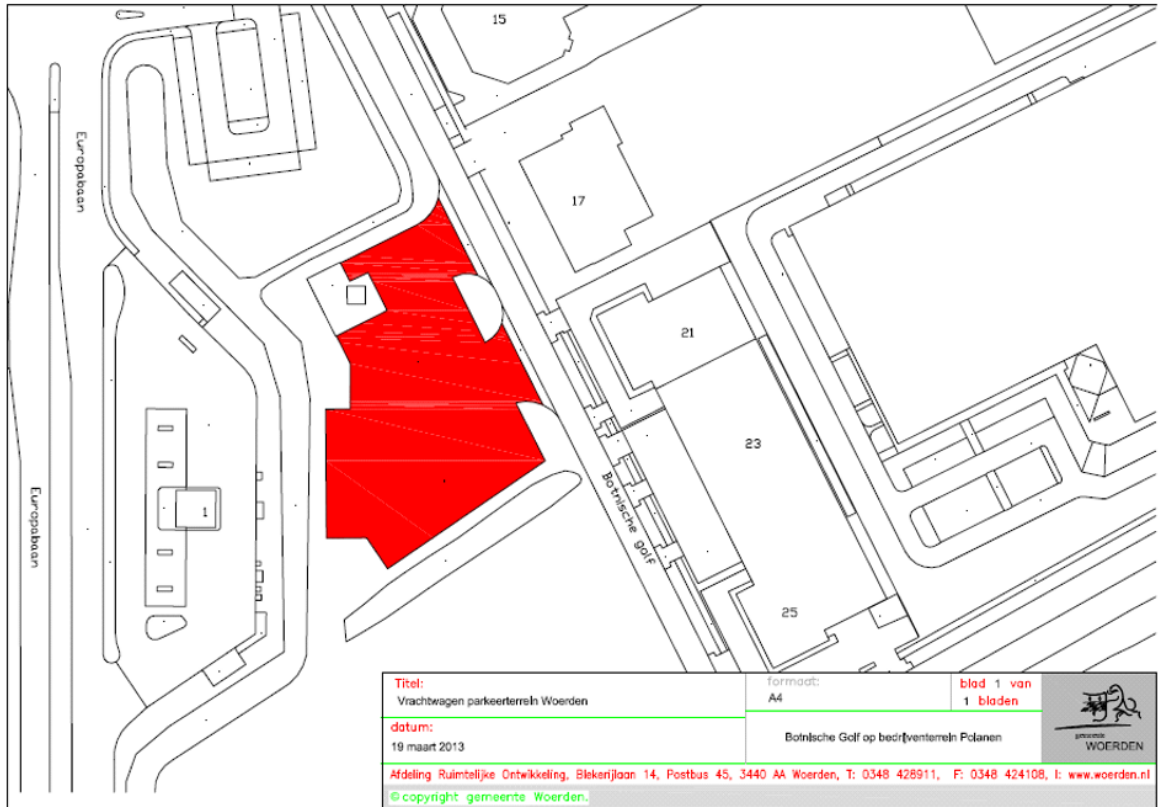 15
Europabaan
17
21
23
Europabaan
1
Botnische golf
25
Titel:
Vrachtwagen parkeerterrein Woerden
formaat:
A4
blad 1 van
1 bladen
datum:
19 maart 2013
Botnische Golf op bedrijventerrein Polanen
gemeente
WOERDEN
Afdeling Ruimtelijke Ontwikkeling, Blekerijlaan 14, Postbus 45, 3440 AA Woerden, T: 0348 428911, F: 0348 424108, I: www.woerden.nl
© copyright gemeente Woerden.